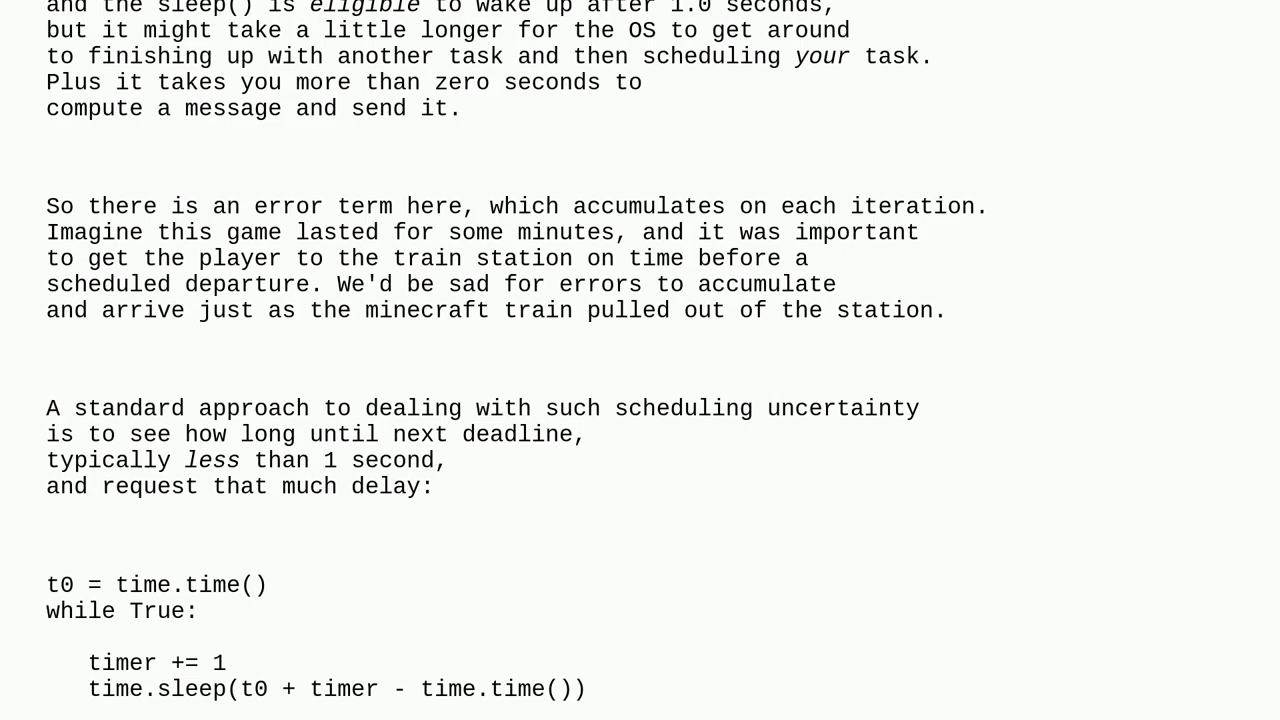 and the sleep() is eligible to wake up after 1.0 seconds,
but it might take a little longer for the OS to get around
to finishing up with another task and then scheduling your task.
Plus it takes you more than zero seconds to
compute a message and send it.
So there is an error term here, which accumulates on each iteration.
Imagine this game lasted for some minutes, and it was important
to get the player to the train station on time before a
scheduled departure. We'd be sad for errors to accumulate
and arrive just as the minecraft train pulled out of the station.
A standard approach to dealing with such scheduling uncertainty
is to see how long until next deadline,
typically less than 1 second,
and request that much delay:
t0 = time.time()
while True:
timer += 1
time.sleep(t0 + timer - time.time())